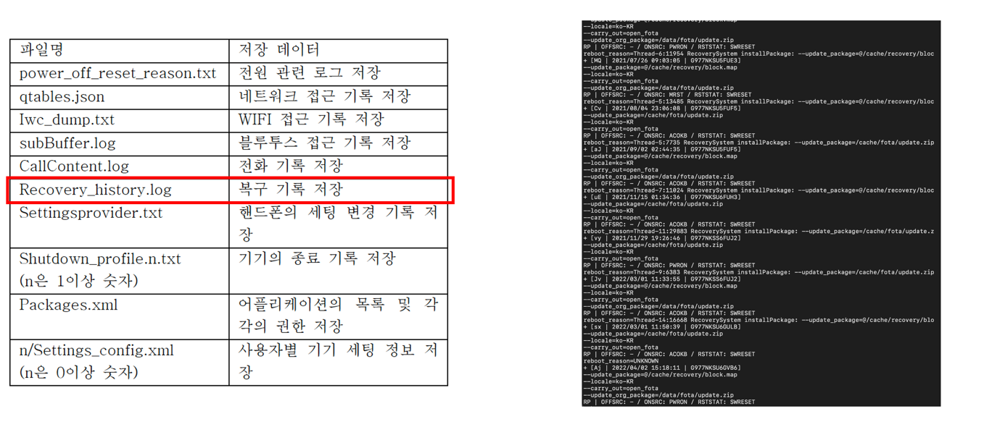 파일명
저장 데이터
power_off_reset_reason.txt
전원 관련 로그 저장
qtables.json
네트워크 접근 기록 저장
Iwc_dump.txt
WIFI 접근 기록 저장
subBuffer.log
블루투스 접근 기록 저장
CallContent.log
전화 기록 저장
Recovery_history.log
복구 기록 저장
Settingsprovider.txt
핸드폰의 세팅 변경 기록 저
장
Shutdown_profile.n.txt
(n은 1이상 숫자)
기기의 종료 기록 저장
Packages.xml
어플리케이션의 목록 및 각
각의 권한 저장
n/Settings_config.xml
(n은 0이상 숫자)
사용자별 기기 세팅 정보 저
장
--locale=ko-KR
--carry_out=open_fota
--update_org_package=/data/fota/update.zip
RP | OFFSRC: - / ONSRC: PWRON / RSTSTAT: SWRESET
reboot_reason=Thread-6:11954 RecoverySystem installPackage: --update_package=@/cache/recovery/bloc
+ [MQ | 2021/07/26 09:03:05 | G977NKSU5FUE3]
--update_package=@/cache/recovery/block.map
--locale=ko-KR
--carry_out=open_fota
--update_org_package=/data/fota/update.zip
RP | OFFSRC: - / ONSRC: MRST / RSTSTAT: SWRESET
reboot_reason=Thread-5:13485 RecoverySystem installPackage: --update_package=@/cache/recovery/bloc
+ [Cv | 2021/08/04 23:06:08 | G977NKSU5FUF5]
--update_package=/cache/fota/update.zip
--locale=ko-KR
--carry_out=open_fota
RP | OFFSRC: - / ONSRC: ACOKB / RSTSTAT: SWRESET
reboot_reason=Thread-5:7735 RecoverySystem installPackage: --update_package=/cache/fota/update.zip
+ [aJ | 2021/09/02 02:44:35 | G977NKSU5FUF5]
--update_package=@/cache/recovery/block.map
--locale=ko-KR
--carry_out=open_fota
--update_org_package=/data/fota/update.zip
RP | OFFSRC: - / ONSRC: ACOKB / RSTSTAT: SWRESET
reboot_reason=Thread-7:11024 RecoverySystem installPackage: --update_package=@/cache/recovery/bloc
+ [uE | 2021/11/15 01:34:36 | G977NKSU6FUH3]
--update_package=/cache/fota/update.zip
--locale=ko-KR
--carry_out=open_fota
RP | OFFSRC: - / ONSRC: ACOKB / RSTSTAT: SWRESET
reboot_reason=Thread-11:29883 RecoverySystem installPackage: --update_package=/cache/fota/update.z
+ [vy | 2021/11/29 19:26:46 | G977NKSS6FUJ2]
--update_package=/cache/fota/update.zip
--locale=ko-KR
--carry_out=open_fota
RP | OFFSRC: - / ONSRC: PWRON / RSTSTAT: SWRESET
reboot_reason=Thread-9:6383 RecoverySystem installPackage: --update_package=/cache/fota/update.zip
+ [Jv | 2022/03/01 11:33:55 | G977NKSS6FUJ2]
--update_package=@/cache/recovery/block.map
--locale=ko-KR
--carry_out=open_fota
--update_org_package=/data/fota/update.zip
RP | OFFSRC: - / ONSRC: ACOKB / RSTSTAT: SWRESET
reboot_reason=Thread-14:16668 RecoverySystem installPackage: --update_package=@/cache/recovery/blo
+ [sx | 2022/03/01 11:50:39 | G977NKSU6GULB]
--update_package=/cache/fota/update.zip
--locale=ko-KR
--carry_out=open_fota
RP | OFFSRC: - / ONSRC: ACOKB / RSTSTAT: SWRESET
reboot_reason=UNKNOWN
+ [Aj | 2022/04/02 15:18:11 | G977NKSU6GVB6]
--update_package=@/cache/recovery/block.map
--locale=ko-KR
--carry_out=open_fota
--update_org_package=/data/fota/update.zip
RP | OFFSRC: - / ONSRC: PWRON / RSTSTAT: SWRESET